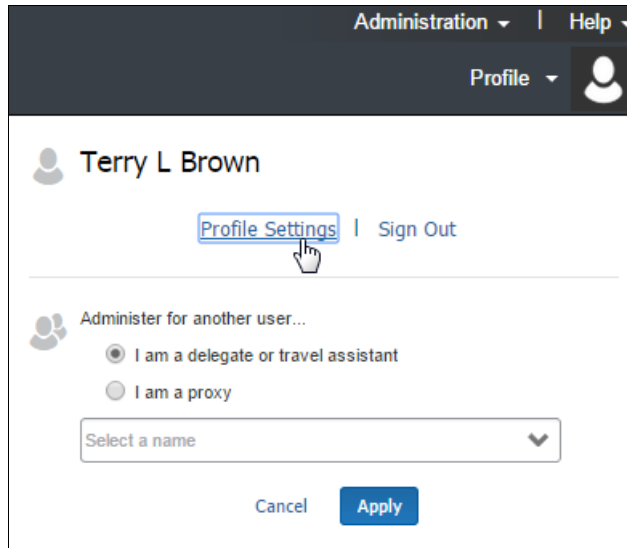 Administration | Help
Profile
Terry L Brown
Profile Settings | Sign Out
Administer for another user...
I am a delegate or travel assistant
I am a proxy
Select a name
Cancel Apply